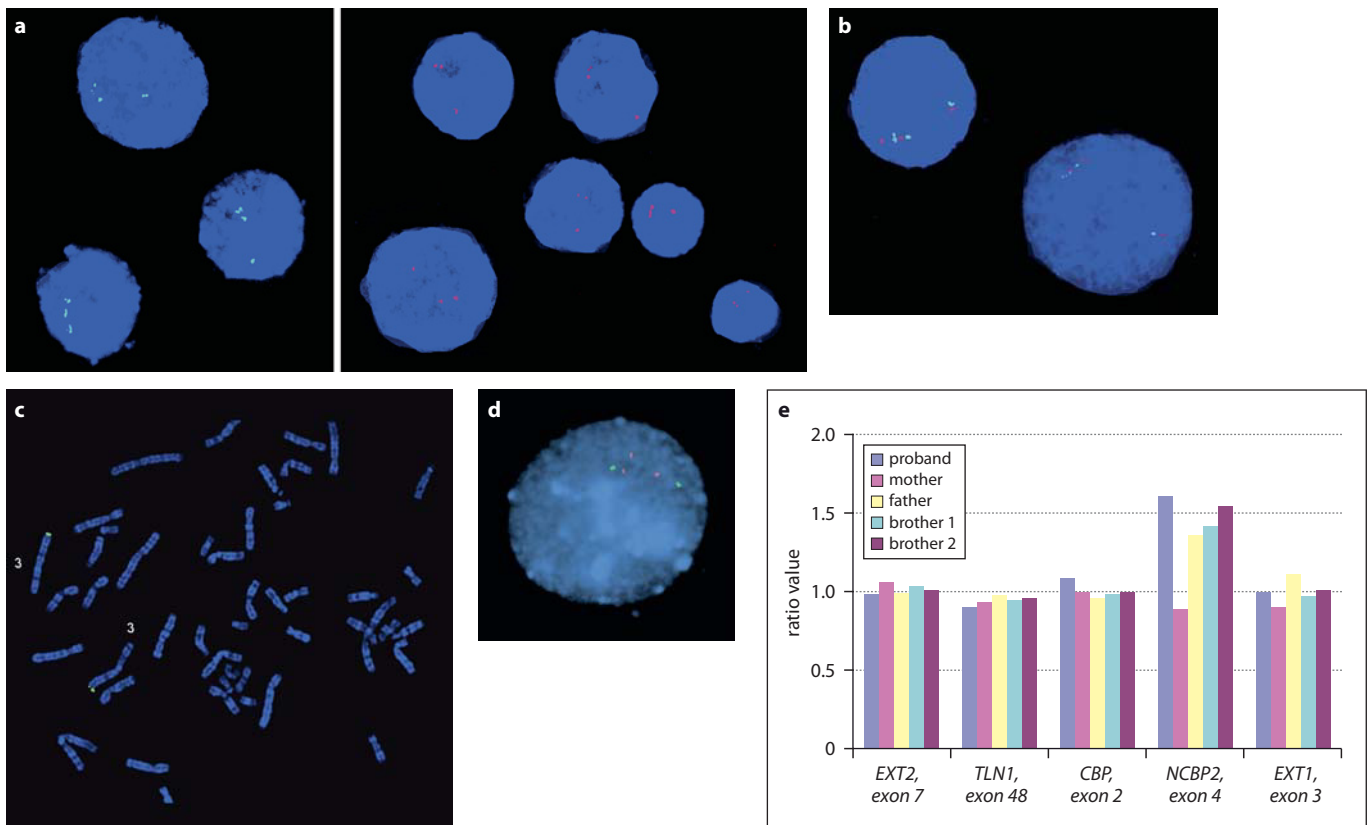 a
b
c
3
3
d
e
2.0
1.5
1.0
0.5
0
ratio value
proband
mother
father
brother 1
brother 2
EXT2,
exon 7
TLN1,
exon 48
CBP,
exon 2
NCBP2,
exon 4
EXT1,
exon 3